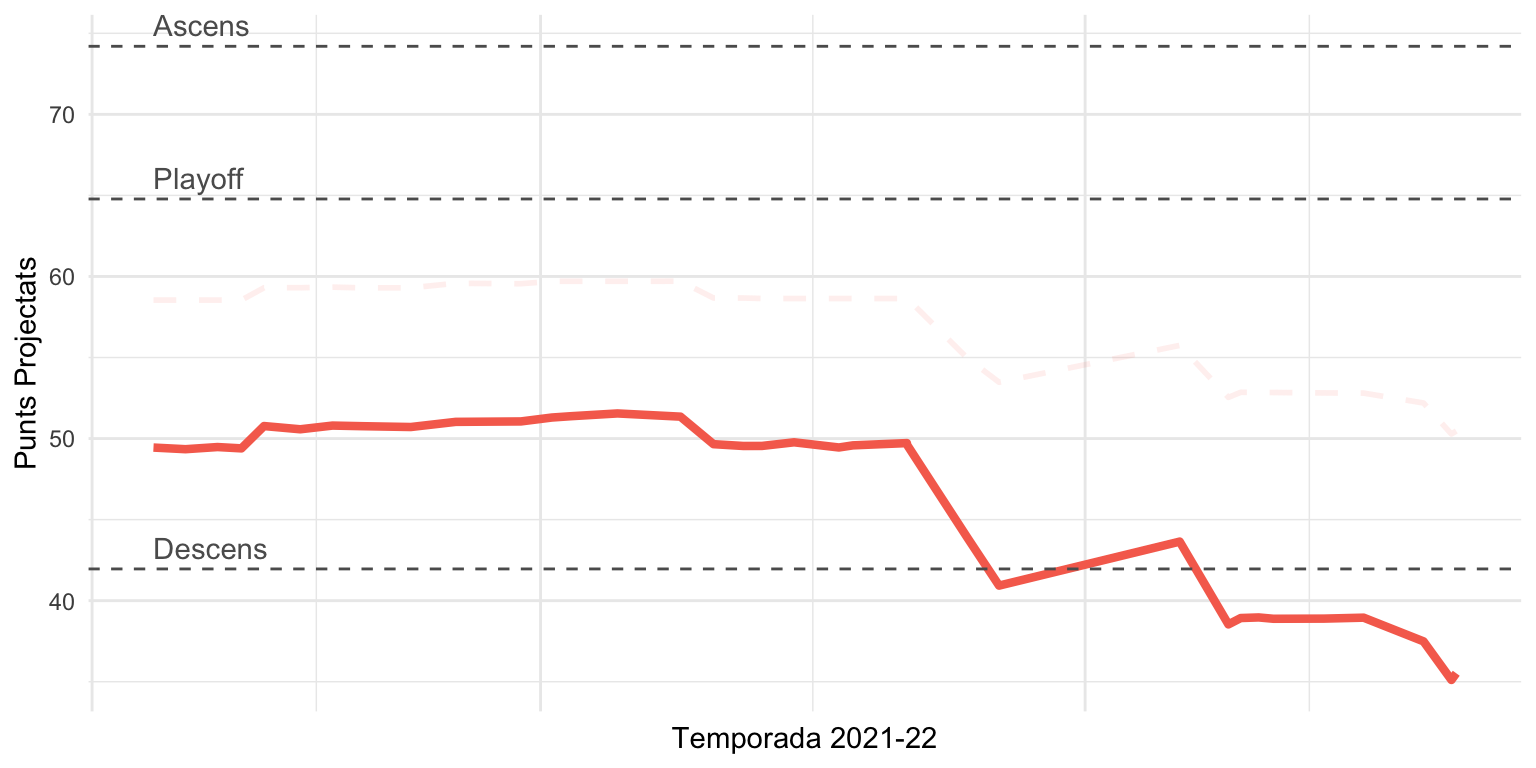 Ascens
70
Playoff
60
Punts Projectats
50
Descens
40
Temporada 2021-22